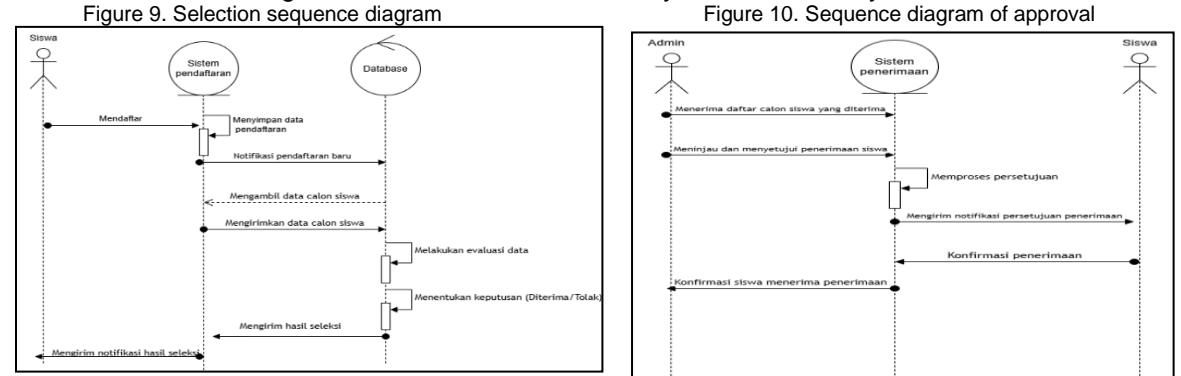 Figure 9. Selection sequence diagram
Siswa
Sistem
pendaftaran
Database
Mendaftar
Menyimpan data
pendaftaran
Notifikasi pendaftaran baru
Mengambil data calon siswa
Mengirimkan data calon siswa
Melakukan evaluasi data
Menentukan keputusan (Diterima/Tolak)
Mengirim hasil seleksi
Mengirim notifikasi hasil seleksi
Figure 10. Sequence diagram of approval
Admin
Sistem
penerimaan
Siswa
Menerima daftar calon siswa yang diterima
Meninjau dan menyetujui penerimaan siswa
Memproses persetujuan
Mengirim notifikasi persetujuan penerimaan
Konfirmasi penerimaan
Konfirmasi siswa menerima penerimaan